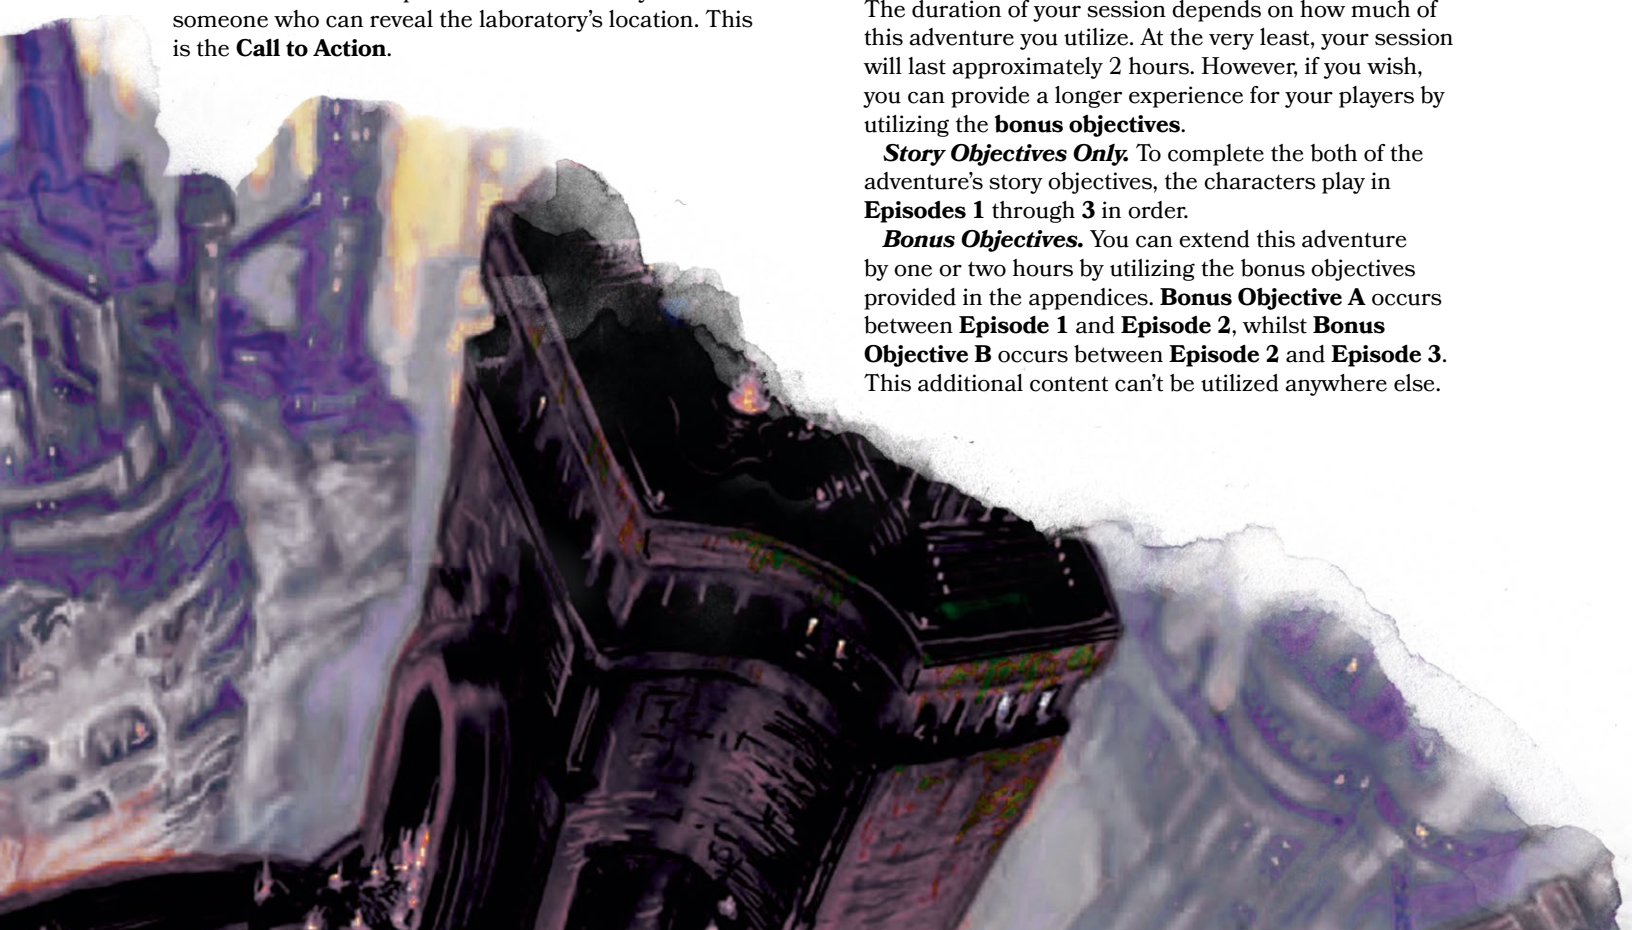 someone who can reveal the laboratory's location. This
is the Call to Action.
The duration of your session depends on how much of
this adventure you utilize. At the very least, your session
will last approximately 2 hours. However, if you wish,
you can provide a longer experience for your players by
utilizing the bonus objectives.
Story Objectives Only. To complete the both of the
adventure's story objectives, the characters play in
Episodes 1 through 3 in order.
Bonus Objectives. You can extend this adventure
by one or two hours by utilizing the bonus objectives
provided in the appendices. Bonus Objective A occurs
between Episode 1 and Episode 2, whilst Bonus
Objective B occurs between Episode 2 and Episode 3.
This additional content can't be utilized anywhere else.